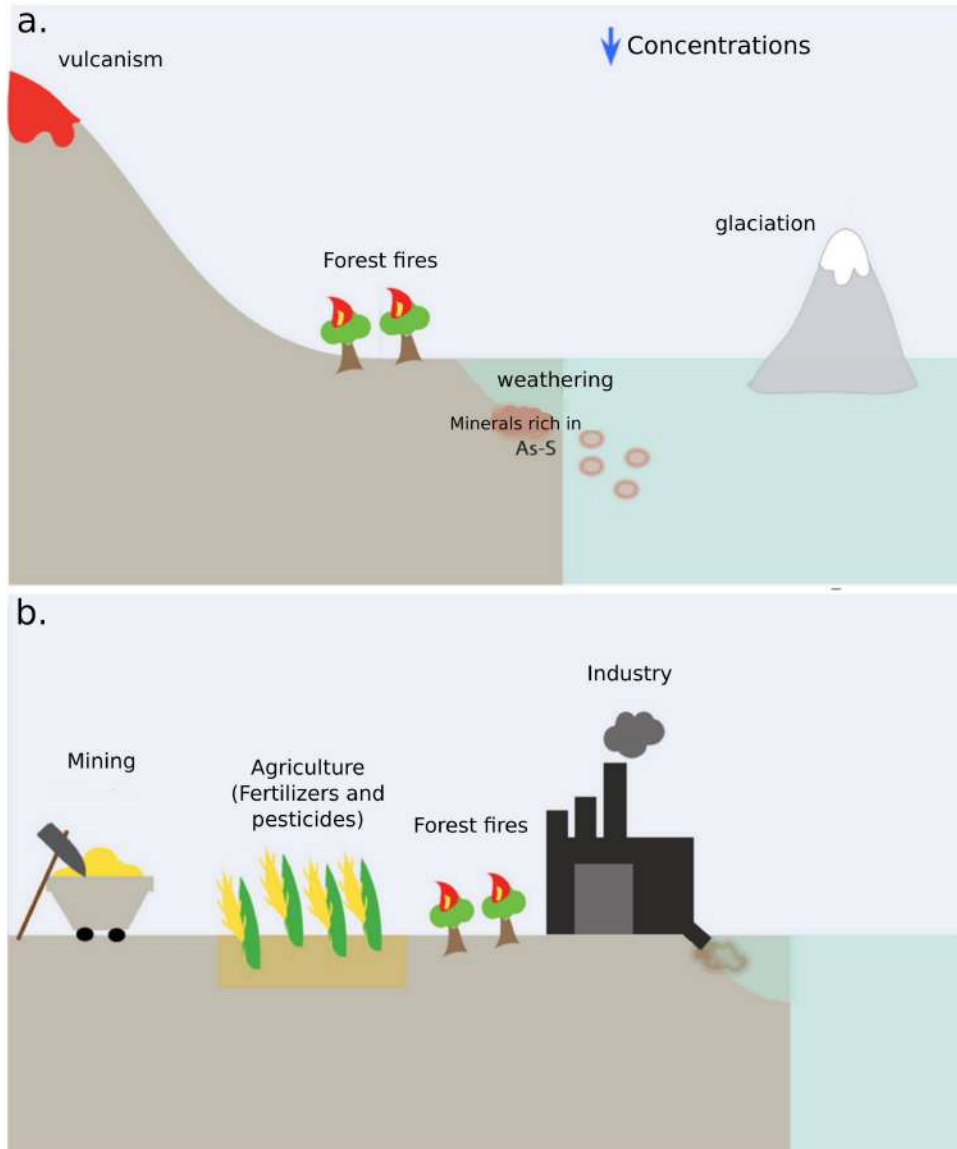 a.
Concentrations
vulcanism
glaciation
Forest fires
weathering
Minerals rich in
As-S
b.
Industry
Mining
Agriculture
(Fertilizers and
pesticides)
Forest fires